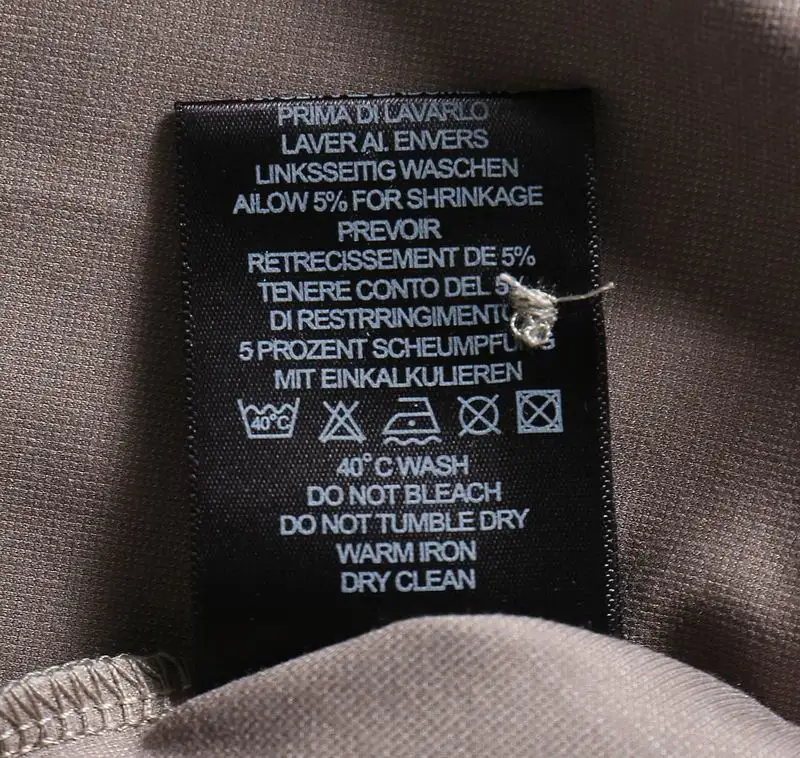 PRIMA DI LAVARLO
LAVER AI. ENVERS
LINKSSEITIG WASCHEN
AILOW 5% FOR SHRINKAGE
PREVOIR
RETRECISSEMENT DE 5%
TENERE CONTO DEL
DI RESTRRINGIMENTO
5 PROZENT SCHEUMPFUNG
MIT EINKALKULIEREN
40°C
40°C WASH
DO NOT BLEACH
DO NOT TUMBLE DRY
WARM IRON
DRY CLEAN